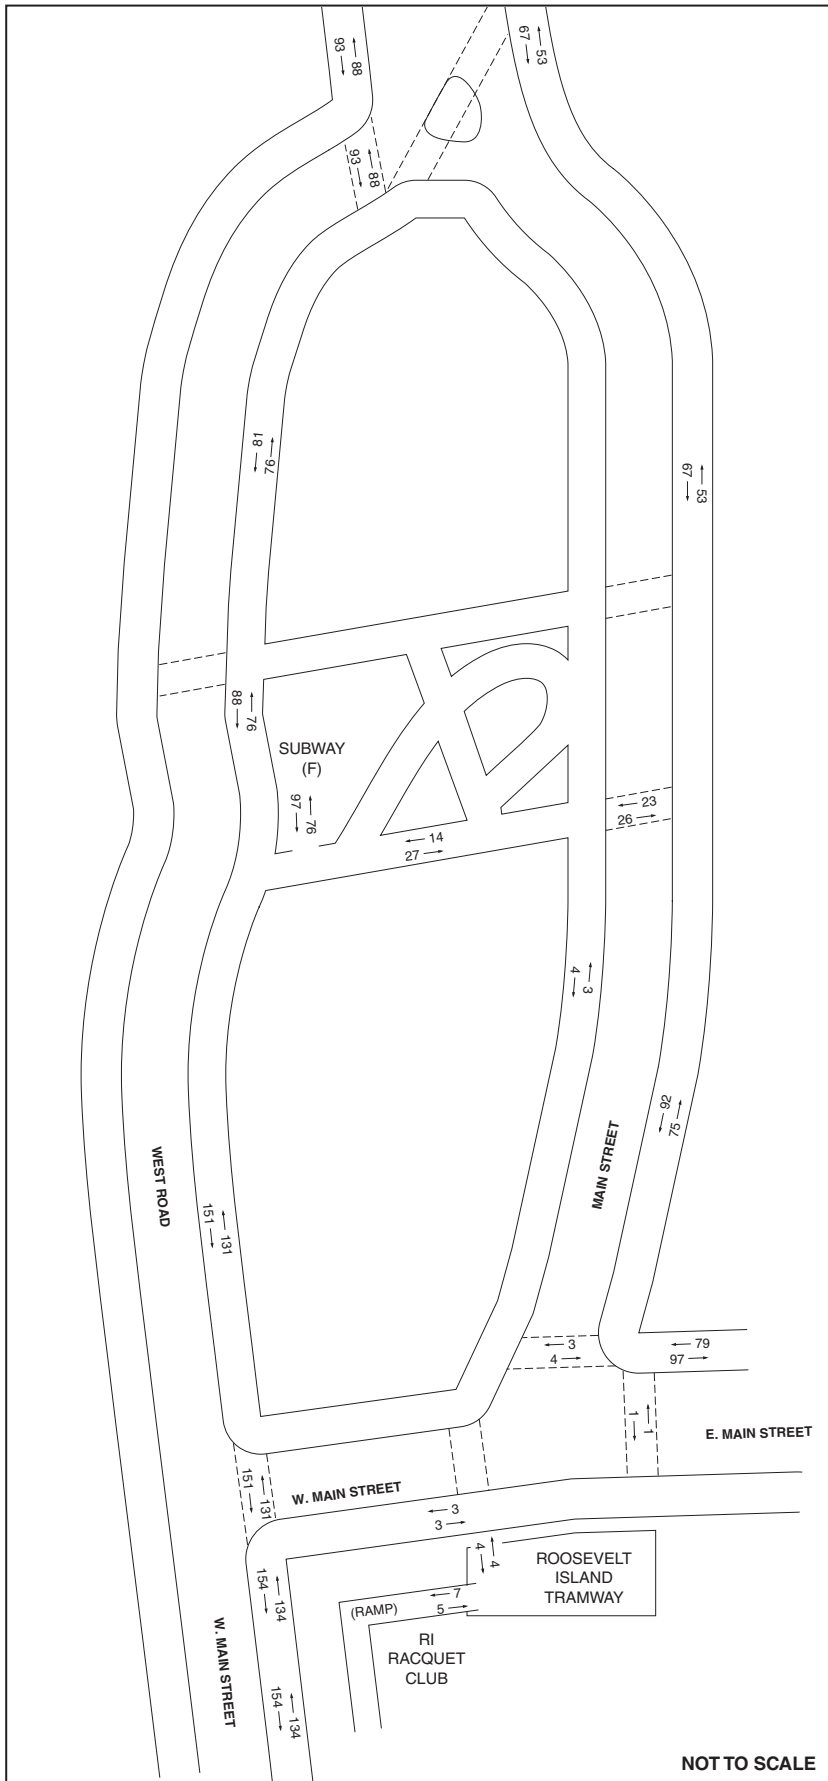 93
88
67
53
93
88
81
76
67
53
88
76
SUBWAY
(F)
97
76
23
26
14
27
4
3
92
75
WEST ROAD
MAIN STREET
151
131
3
4
79
97
1
1
E. MAIN STREET
151
131
W. MAIN STREET
3
3
4
4
ROOSEVELT
ISLAND
TRAMWAY
154
134
7
5
(RAMP)
RI
RACQUET
CLUB
W. MAIN STREET
154
134
NOT TO SCALE